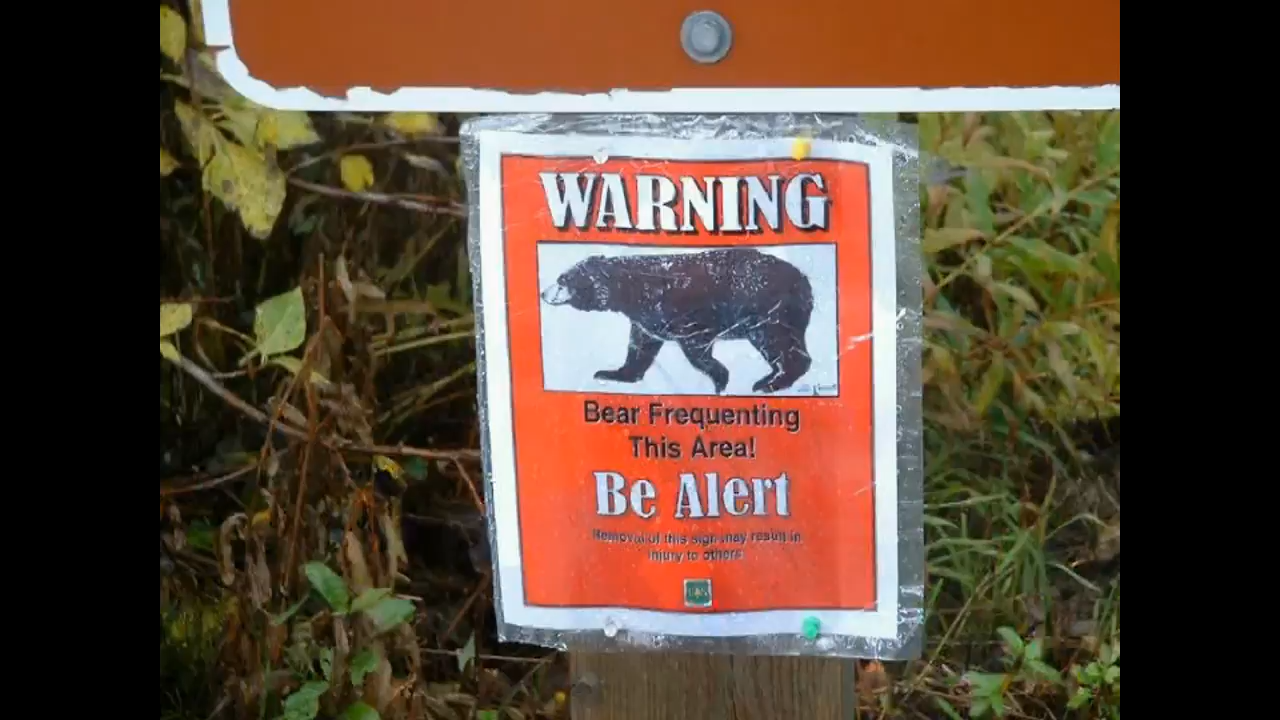 WARNING
Bear Frequenting
This Area!
Be Alert
Removal of this sign may result in
injury to others